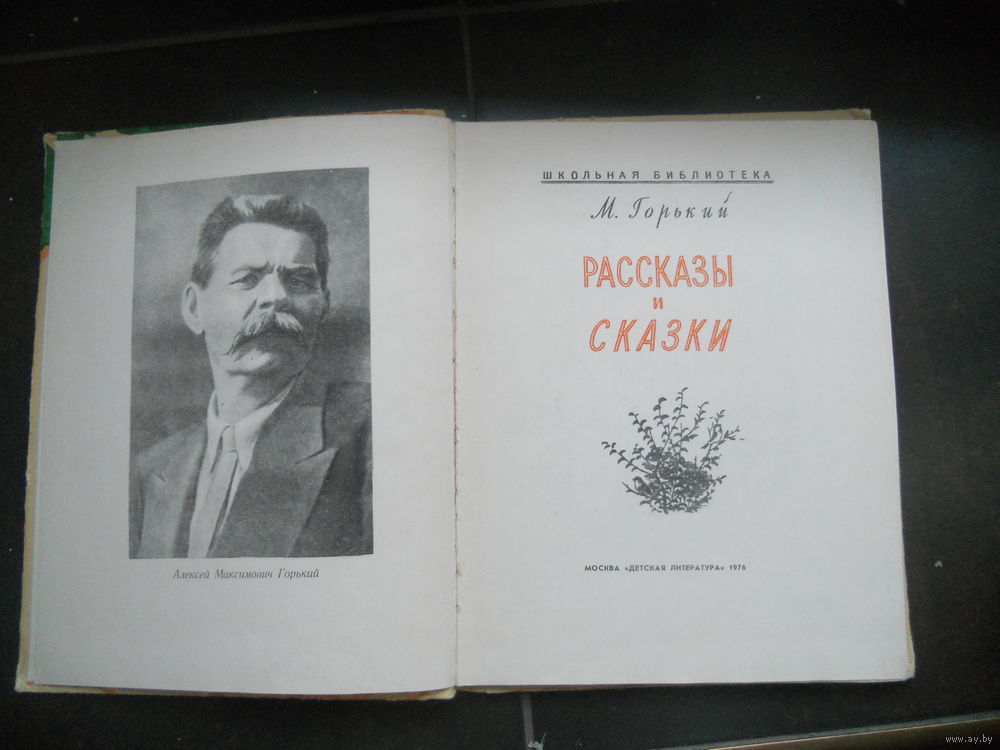 Алексей Максимович Горький
ШКОЛЬНАЯ БИБЛИОТЕКА
М. Горький
РАССКАЗЫ
И
СКАЗКИ
МОСКВА «ДЕТСКАЯ ЛИТЕРАТУРА» 1976
www.ay.by